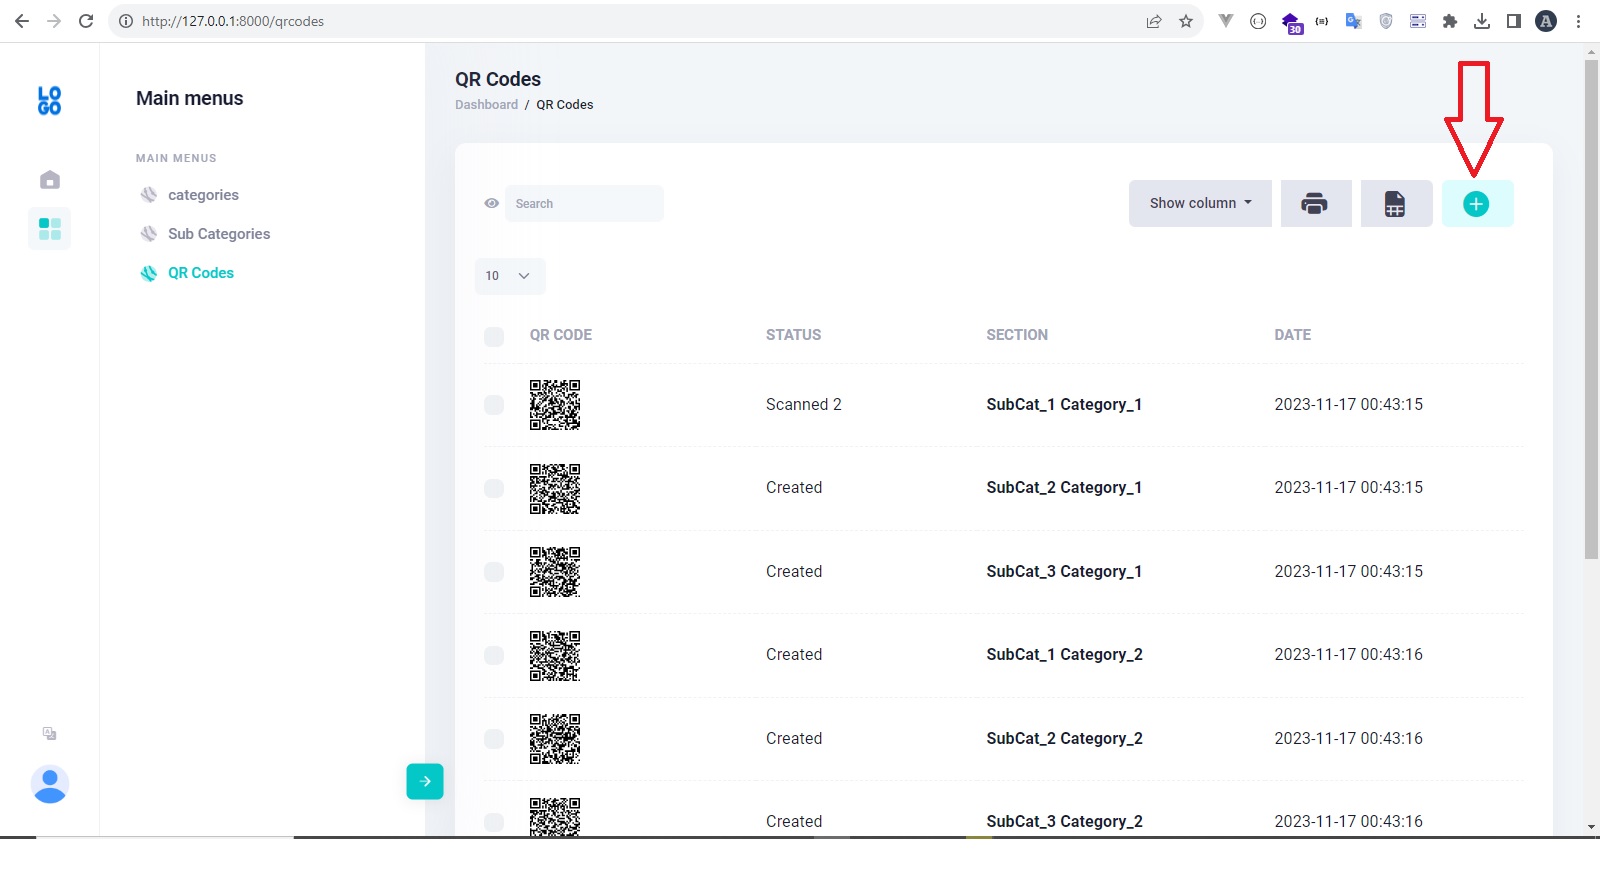 http://127.0.0.1:8000/qrcodes
30
A
LO
GO
Main menus
MAIN MENUS
categories
Sub Categories
QR Codes
QR Codes
Dashboard / QR Codes
Search
Show column
10
QR CODE STATUS SECTION DATE
Scanned 2 SubCat_1 Category_1 2023-11-17 00:43:15
Created SubCat_2 Category_1 2023-11-17 00:43:15
Created SubCat_3 Category_1 2023-11-17 00:43:15
Created SubCat_1 Category_2 2023-11-17 00:43:16
Created SubCat_2 Category_2 2023-11-17 00:43:16
Created SubCat_3 Category_2 2023-11-17 00:43:16